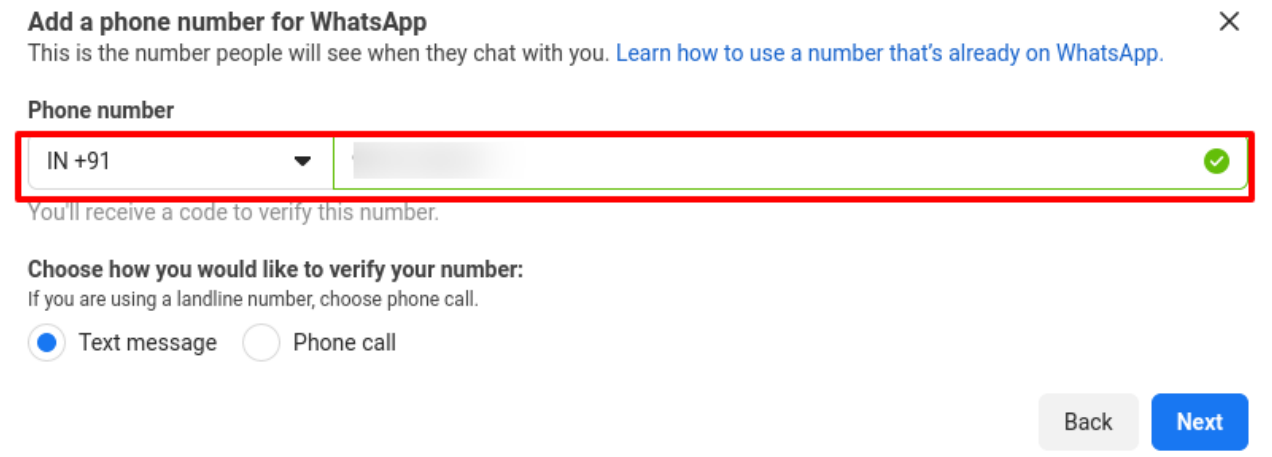 Add a phone number for WhatsApp
This is the number people will see when they chat with you. Learn how to use a number that's already on WhatsApp.
Phone number
IN +91
You'll receive a code to verify this number.
Choose how you would like to verify your number:
If you are using a landline number, choose phone call.
Text message Phone call
Back Next